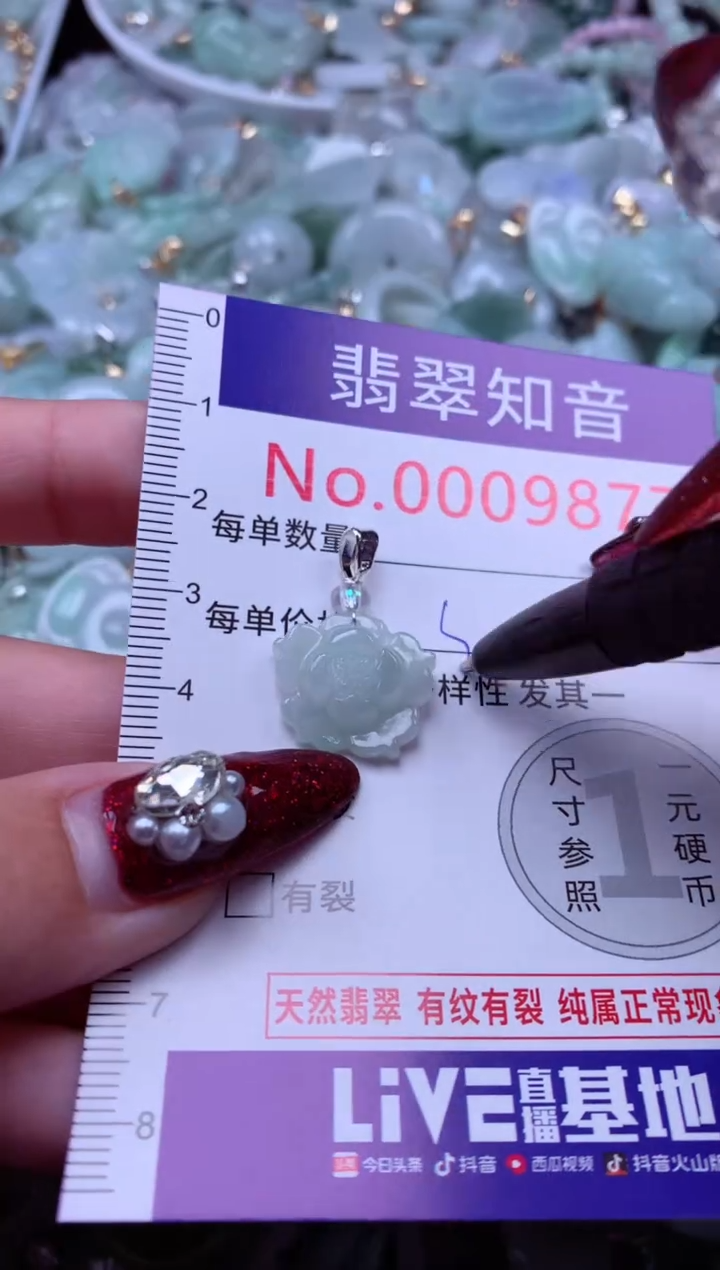 0
翡翠知音
1
No.000987
2
每单数量
3
每单价
4
样性 发其一
尺寸参照
1
一元硬币
有裂
天然翡翠 有纹有裂 纯属正常现
7
LiVE直播基地
8
今日头条 抖音 西瓜视频 抖音火山版